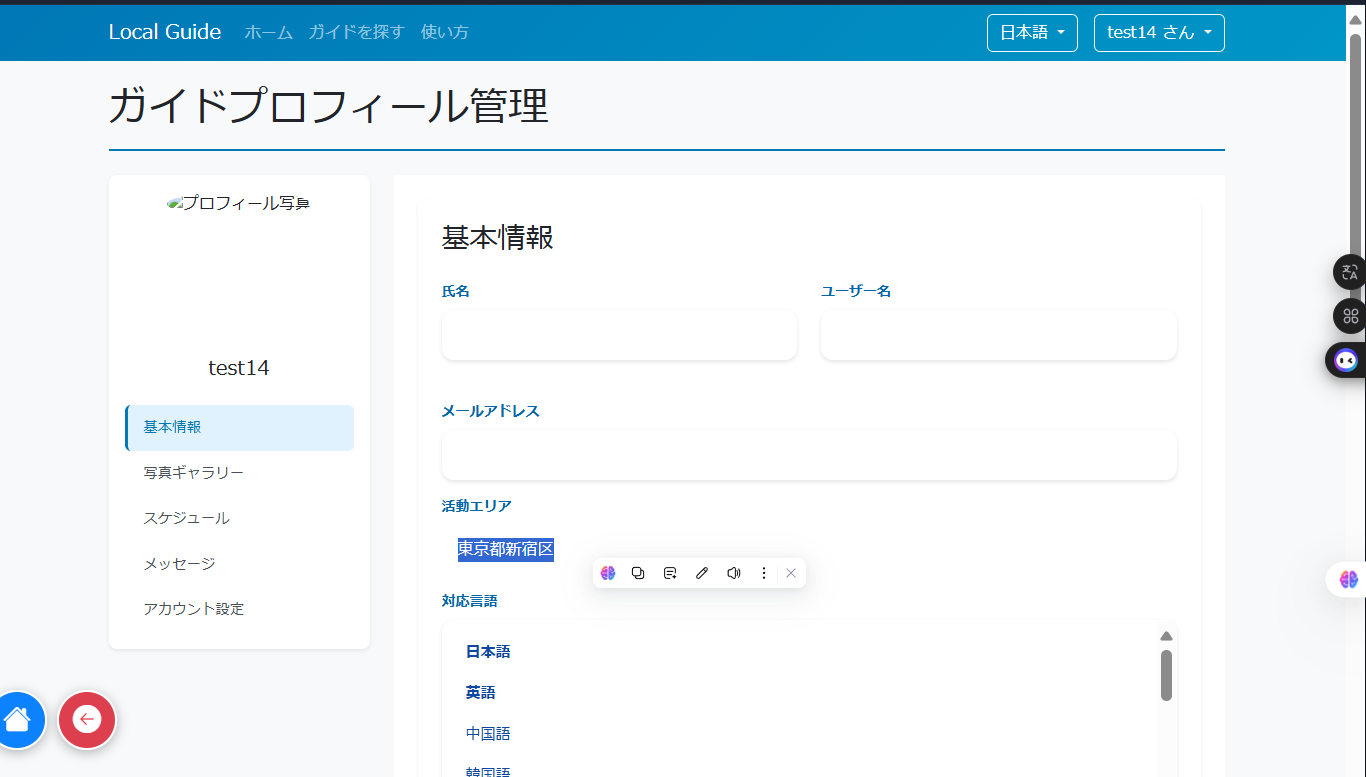 Local Guide ホーム ガイドを探す 使い方 日本語 test14 さん
ガイドプロフィール管理
プロフィール写真
test14
基本情報
写真ギャラリー
スケジュール
メッセージ
アカウント設定
基本情報
氏名 ユーザー名
メールアドレス
活動エリア
東京都新宿区
対応言語
日本語
英語
中国語
韓国語